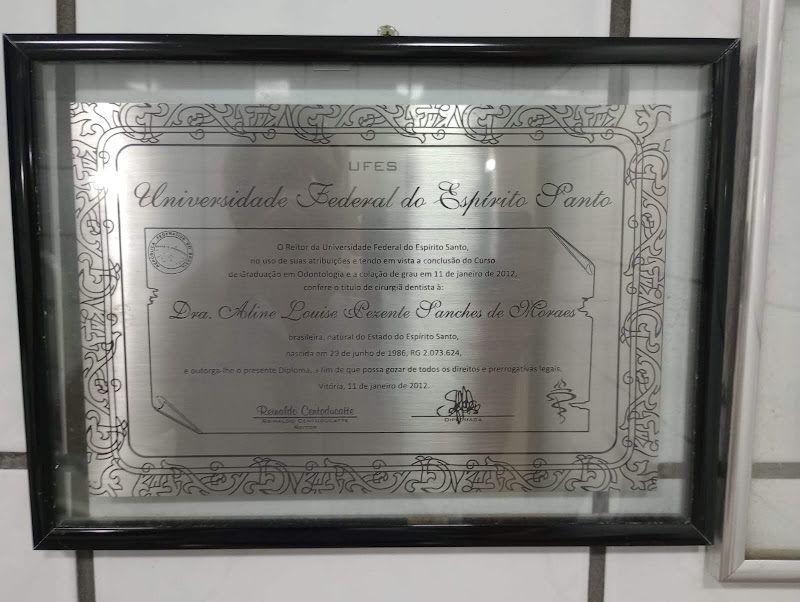 UFES
Universidade Federal do Espírito Santo
O Reitor da Universidade Federal do Espírito Santo,
no uso de suas atribuições e tendo em vista a conclusão do Curso
de Graduação em Odontologia e a colação de grau em 11 de janeiro de 2012,
confere o título de cirurgiã dentista à:
Dra. Aline Louise Pezente Sanches de Moraes
brasileira, natural do Estado do Espírito Santo,
nascida em 29 de junho de 1986, RG 2.073.624,
e outorga-lhe o presente Diploma, a fim de que possa gozar de todos os direitos e prerrogativas legais.
Vitória, 11 de janeiro de 2012.
Reinaldo Centoducatte
Reinaldo Centoducatte
Reitor
Diplomada